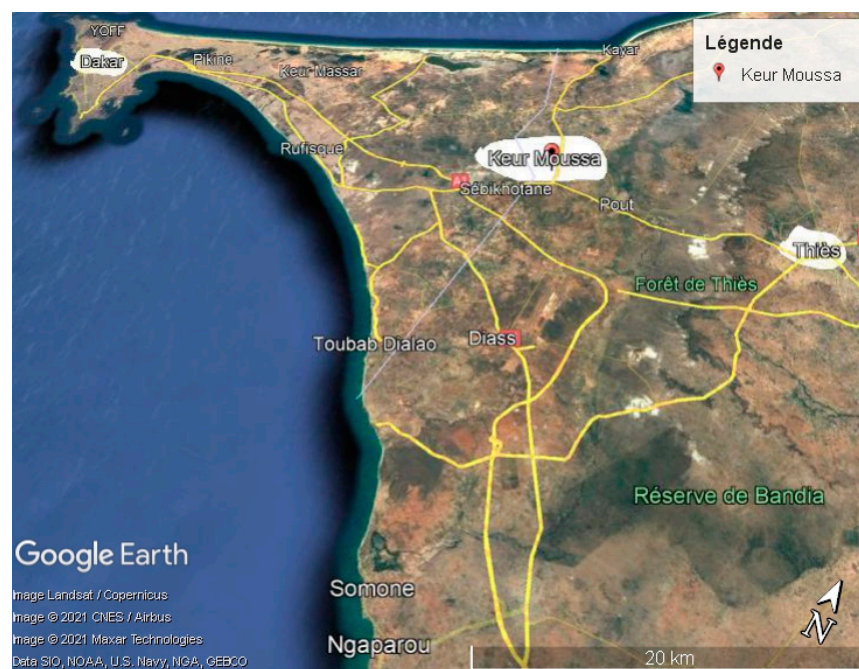 YOFF
Dakar
Pikine
Keur Massar
Kayar
Légende
Keur Moussa
Rufisque
Keur Moussa
A1
Sébikhotane
Pout
Thiès
Forêt de Thiès
Toubab Dialao
Diass
Réserve de Bandia
Google Earth
Image Landsat / Copernicus
Image © 2021 CNES / Airbus
Image © 2021 Maxar Technologies
Data SIO, NOAA, U.S. Navy, NGA, GEBCO
Somone
Ngaparou
N
20 km